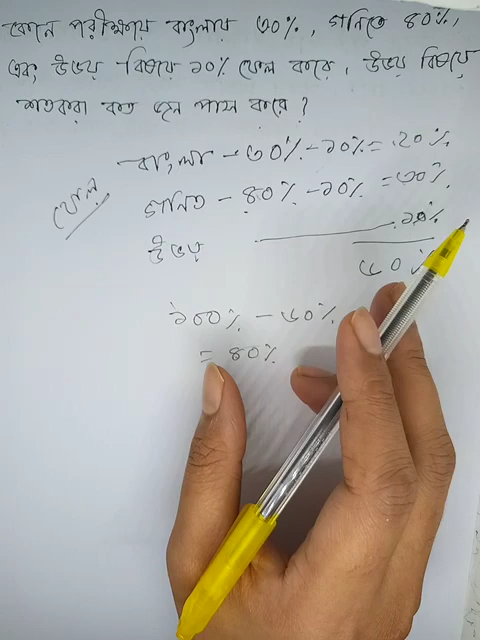 কোন পরীক্ষায় বাংলায় ৩০%, গনিতে ৪০%,
এবং উভয় বিষয়ে ১০% ফেল করে, উভয় বিষয়ে
শতকরা কত জন পাস করে?
বাংলা - ৩০% - ১০% = ২০%
ফেল
গনিত - ৪০% - ১০% = ৩০%
উভয় ১০%
৬০%
১০০% - ৬০%
= ৪০%